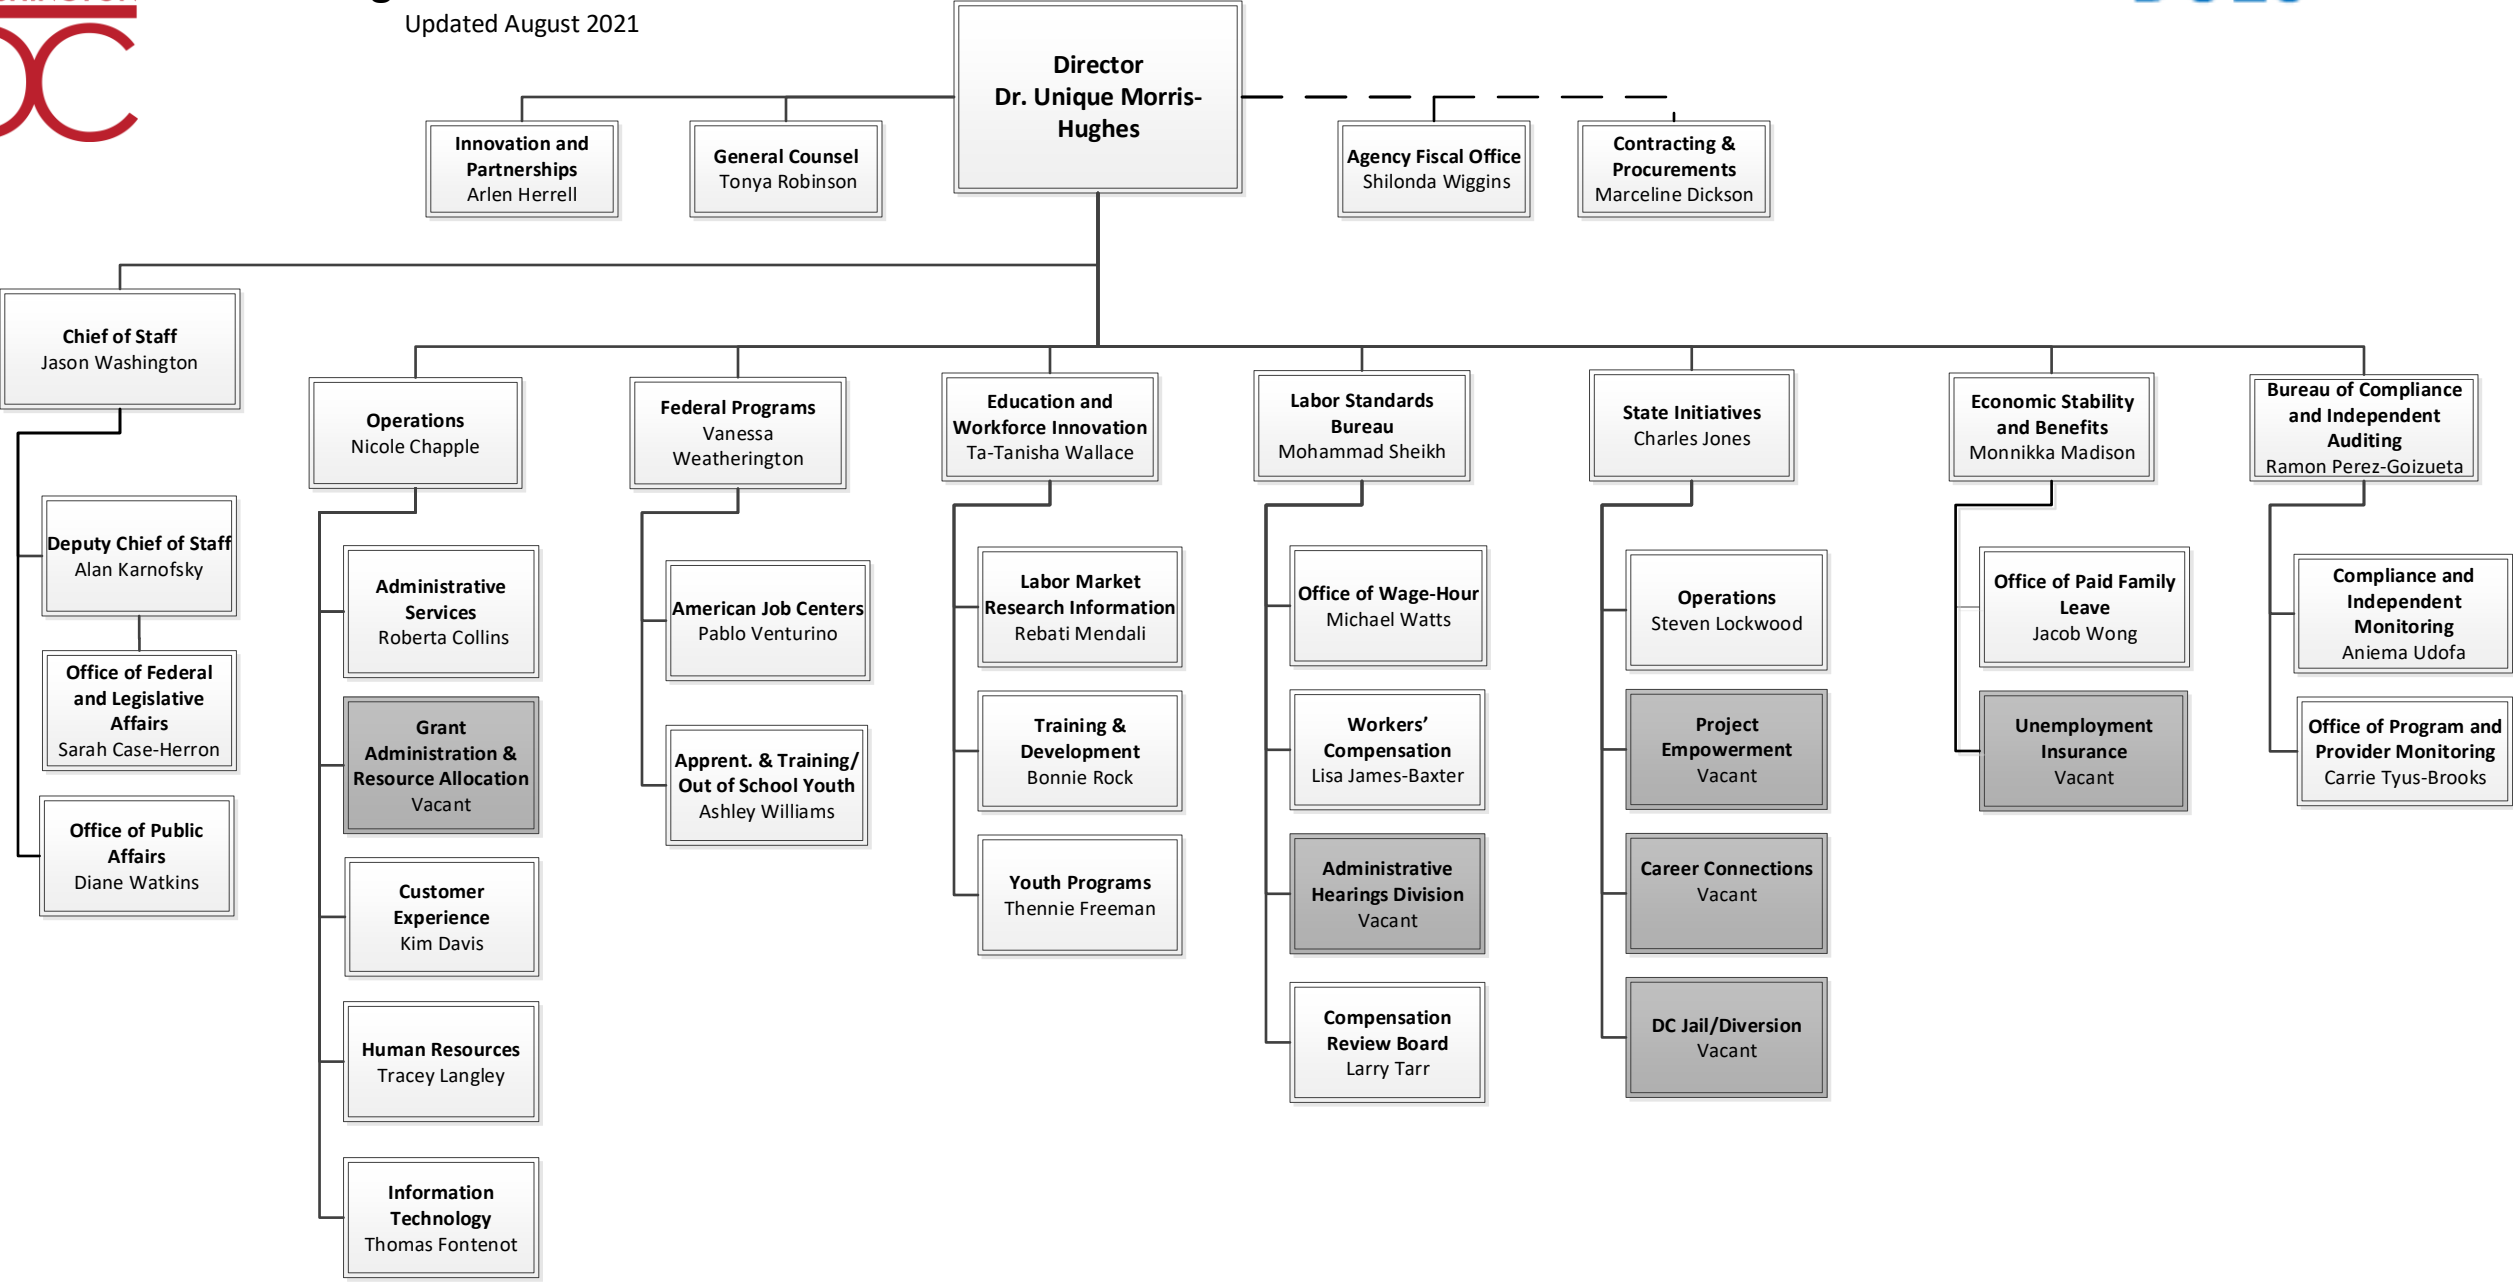 Updated August 2021
Director
Dr. Unique Morris-
Hughes
Innovation and
Partnerships
Arlen Herrell
General Counsel
Tonya Robinson
Agency Fiscal Office
Shilonda Wiggins
Contracting &
Procurements
Marceline Dickson
Chief of Staff
Jason Washington
Operations
Nicole Chapple
Federal Programs
Vanessa
Weatherington
Education and
Workforce Innovation
Ta-Tanisha Wallace
Labor Standards
Bureau
Mohammad Sheikh
State Initiatives
Charles Jones
Economic Stability
and Benefits
Monnikka Madison
Bureau of Compliance
and Independent
Auditing
Ramon Perez-Goizueta
Deputy Chief of Staff
Alan Karnofsky
Office of Federal
and Legislative
Affairs
Sarah Case-Herron
Office of Public
Affairs
Diane Watkins
Administrative
Services
Roberta Collins
Grant
Administration &
Resource Allocation
Vacant
Customer
Experience
Kim Davis
Human Resources
Tracey Langley
Information
Technology
Thomas Fontenot
American Job Centers
Pablo Venturino
Apprent. & Training/
Out of School Youth
Ashley Williams
Labor Market
Research Information
Rebati Mendali
Training &
Development
Bonnie Rock
Youth Programs
Thennie Freeman
Office of Wage-Hour
Michael Watts
Workers’
Compensation
Lisa James-Baxter
Administrative
Hearings Division
Vacant
Compensation
Review Board
Larry Tarr
Operations
Steven Lockwood
Project
Empowerment
Vacant
Career Connections
Vacant
DC Jail/Diversion
Vacant
Office of Paid Family
Leave
Jacob Wong
Unemployment
Insurance
Vacant
Compliance and
Independent
Monitoring
Aniema Udofa
Office of Program and
Provider Monitoring
Carrie Tyus-Brooks